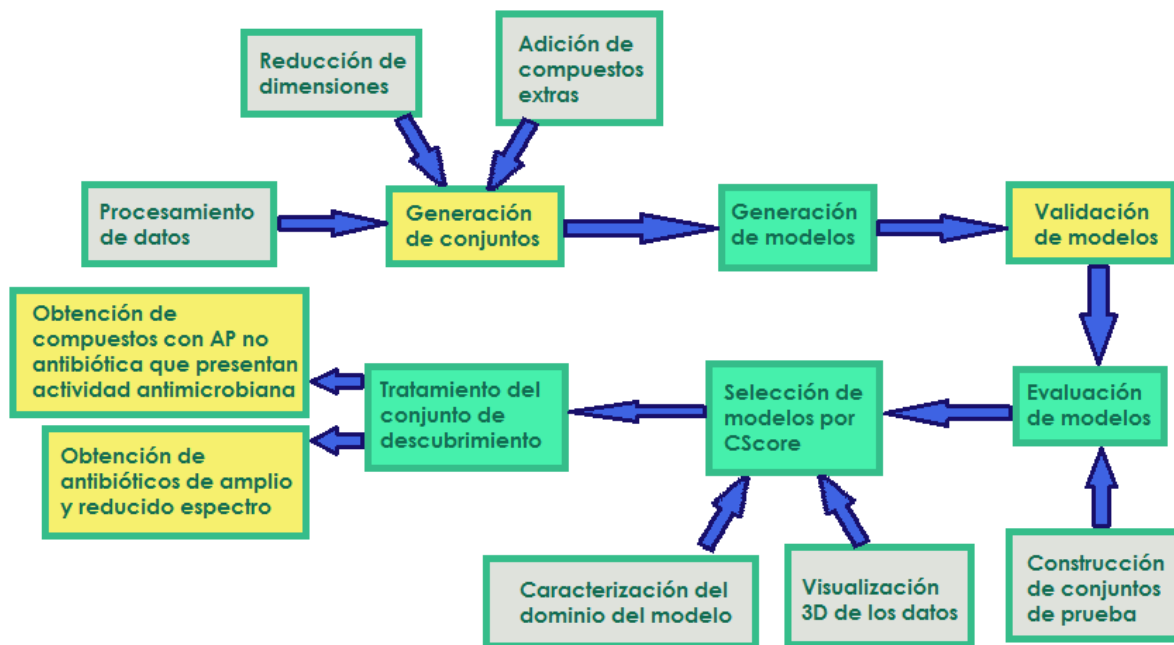 Reducción de
dimensiones
Adición de
compuestos
extras
Procesamiento
de datos
Generación
de conjuntos
Generación
de modelos
Validación
de modelos
Obtención de
compuestos con AP no
antibiótica que presentan
actividad antimicrobiana
Tratamiento del
conjunto de
descubrimiento
Selección de
modelos por
CScore
Evaluación
de modelos
Obtención de
antibióticos de amplio
y reducido espectro
Caracterización del
dominio del modelo
Visualización
3D de los datos
Construcción
de conjuntos
de prueba